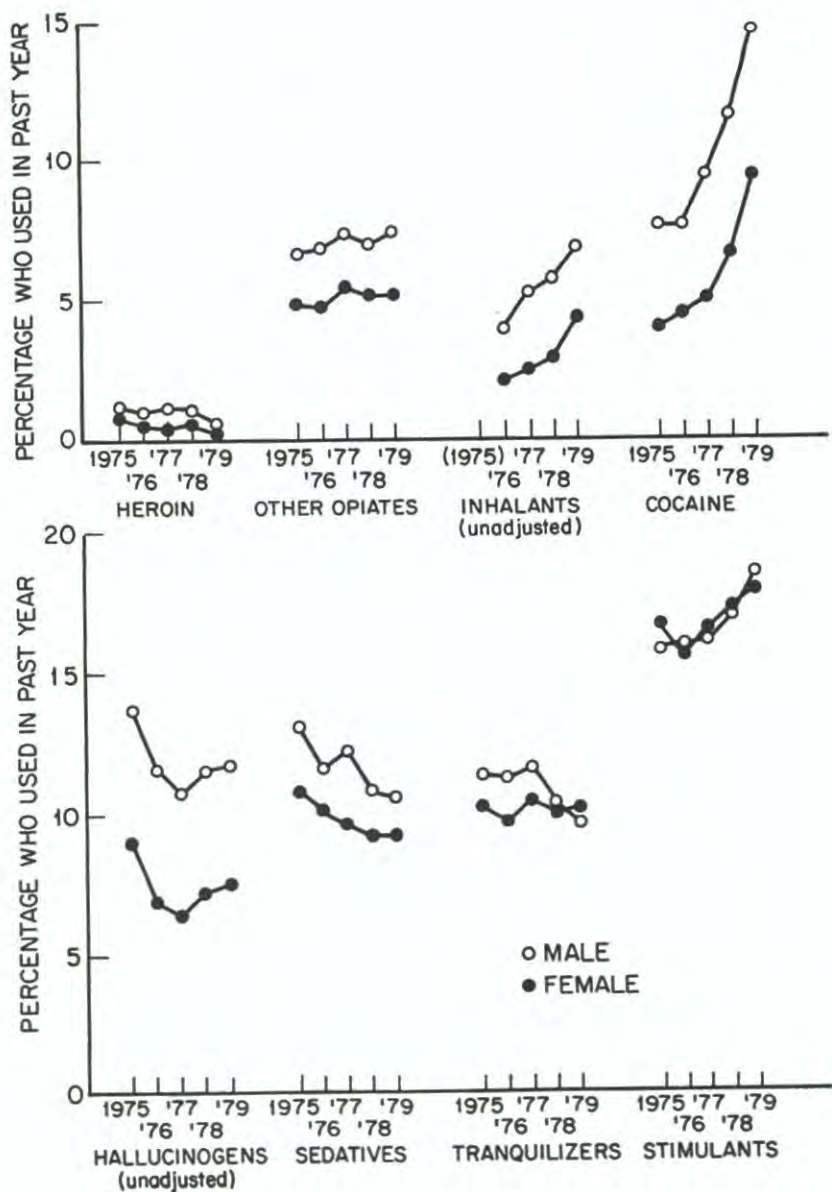 PERCENTAGE WHO USED IN PAST YEAR
15
10
5
0
1975 '77 '79
'76 '78
HEROIN
1975 '77 '79
'76 '78
OTHER OPIATES
(1975) '77 '79
'76 '78
INHALANTS
(unadjusted)
1975 '77 '79
'76 '78
COCAINE
PERCENTAGE WHO USED IN PAST YEAR
20
15
10
5
0
MALE
FEMALE
1975 '77 '79
'76 '78
HALLUCINOGENS
(unadjusted)
1975 '77 '79
'76 '78
SEDATIVES
1975 '77 '79
'76 '78
TRANQUILIZERS
1975 '77 '79
'76 '78
STIMULANTS